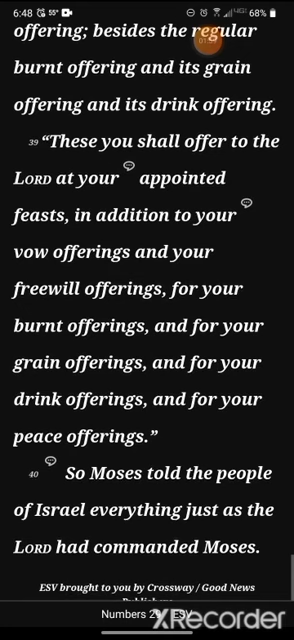 6:48 55° 68%
offering; besides the regular
01:54
burnt offering and its grain
offering and its drink offering.
39 “These you shall offer to the
LORD at your appointed
feasts, in addition to your
vow offerings and your
freewill offerings, for your
burnt offerings, and for your
grain offerings, and for your
drink offerings, and for your
peace offerings.”
40 So Moses told the people
of Israel everything just as the
LORD had commanded Moses.
ESV brought to you by Crossway / Good News
Numbers 29 ESV
XRecorder